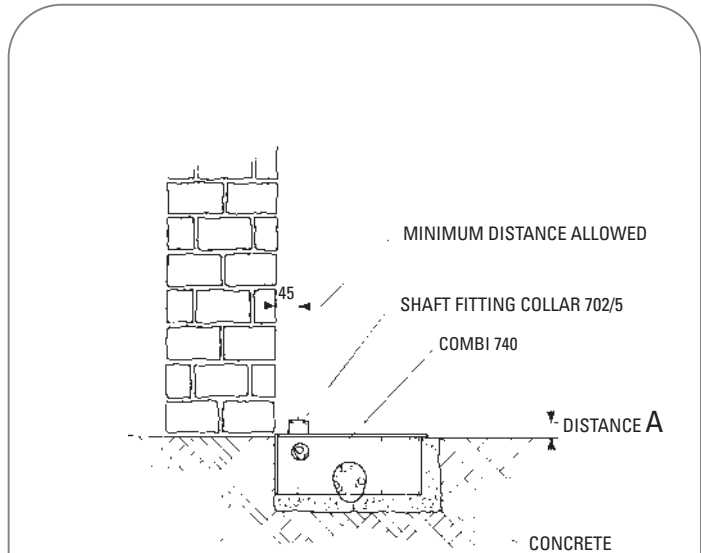 MINIMUM DISTANCE ALLOWED
45
SHAFT FITTING COLLAR 702/5
COMBI 740
DISTANCE A
CONCRETE